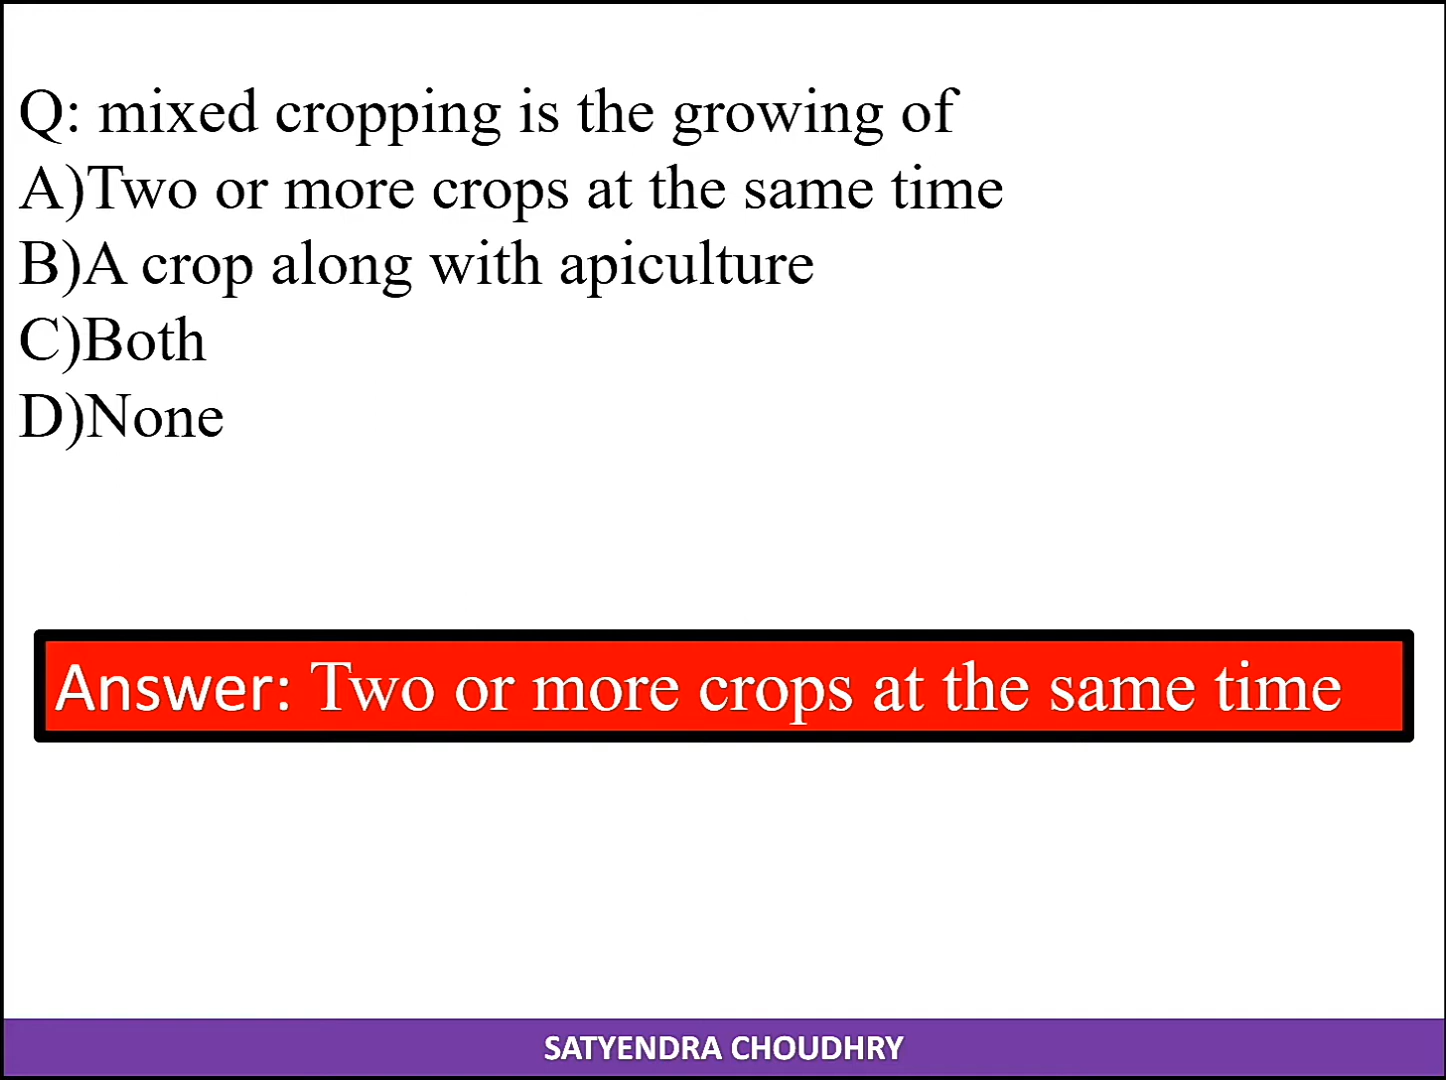 Q: mixed cropping is the growing of
A)Two or more crops at the same time
B)A crop along with apiculture
C)Both
D)None
Answer: Two or more crops at the same time
SATYENDRA CHOUDHRY